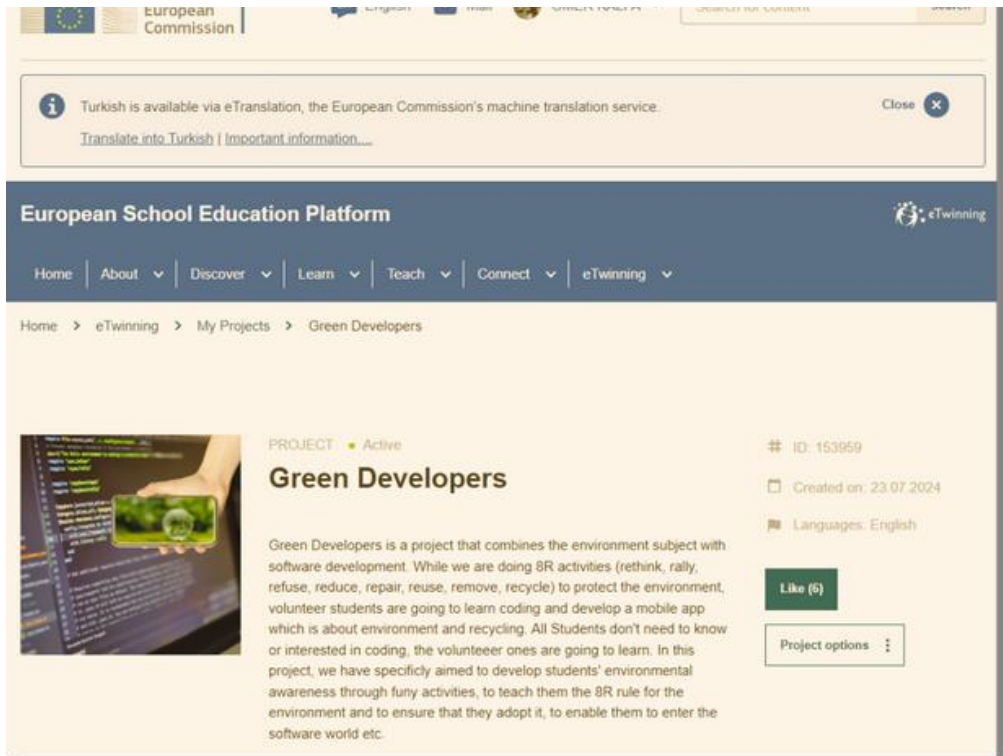 European
Commission
English
Mail
Search for content
Search
Turkish is available via eTranslation, the European Commission's machine translation service.
Close
Translate into Turkish | Important information....
European School Education Platform
eTwinning
Home
About
Discover
Learn
Teach
Connect
eTwinning
Home > eTwinning > My Projects > Green Developers
PROJECT • Active
Green Developers
Green Developers is a project that combines the environment subject with
software development. While we are doing 8R activities (rethink, rally,
refuse, reduce, repair, reuse, remove, recycle) to protect the environment,
volunteer students are going to learn coding and develop a mobile app
which is about environment and recycling. All Students don't need to know
or interested in coding, the volunteeer ones are going to learn. In this
project, we have specificly aimed to develop students' environmental
awareness through funy activities, to teach them the 8R rule for the
environment and to ensure that they adopt it, to enable them to enter the
software world etc.
# ID: 153959
Created on: 23.07.2024
Languages: English
Like (5)
Project options